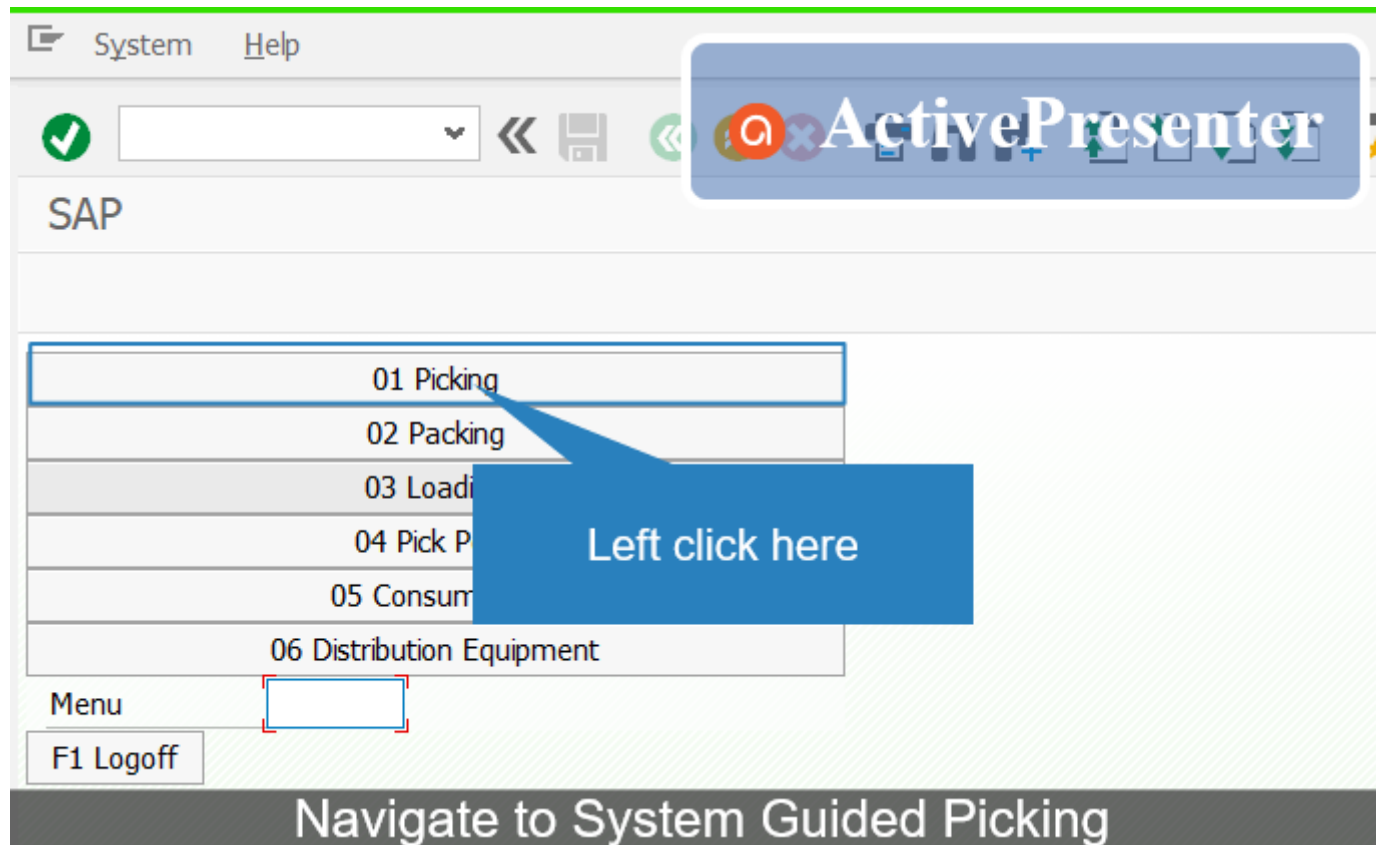 System Help
ActivePresenter
SAP
01 Picking
02 Packing
03 Loadi
04 Pick P
05 Consum
06 Distribution Equipment
Left click here
Menu
F1 Logoff
Navigate to System Guided Picking